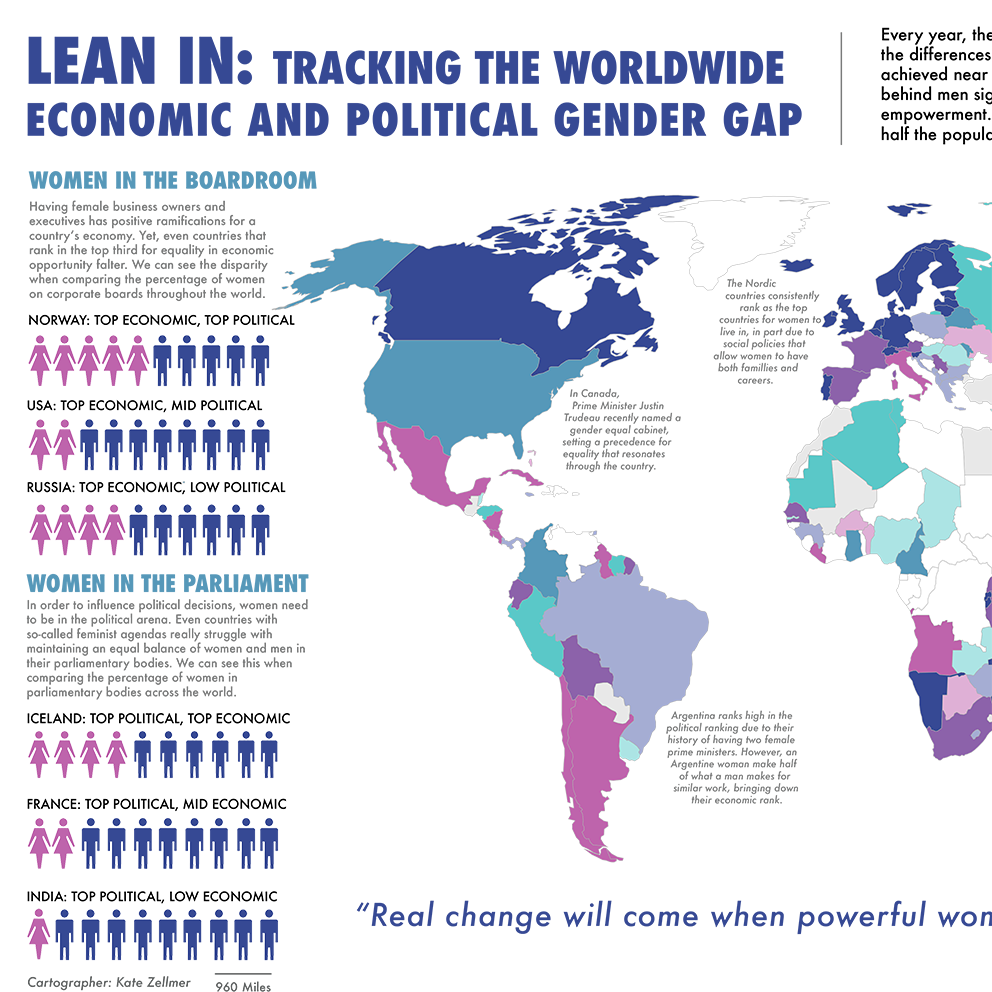 LEAN IN: TRACKING THE WORLDWIDE
ECONOMIC AND POLITICAL GENDER GAP
Every year, the
the differences
achieved near
behind men sig
empowerment.
half the popula
WOMEN IN THE BOARDROOM
Having female business owners and
executives has positive ramifications for a
country's economy. Yet, even countries that
rank in the top third for equality in economic
opportunity falter. We can see the disparity
when comparing the percentage of women
on corporate boards throughout the world.
NORWAY: TOP ECONOMIC, TOP POLITICAL
USA: TOP ECONOMIC, MID POLITICAL
RUSSIA: TOP ECONOMIC, LOW POLITICAL
WOMEN IN THE PARLIAMENT
In order to influence political decisions, women need
to be in the political arena. Even countries with
so-called feminist agendas really struggle with
maintaining an equal balance of women and men in
their parliamentary bodies. We can see this when
comparing the percentage of women in
parliamentary bodies across the world.
ICELAND: TOP POLITICAL, TOP ECONOMIC
FRANCE: TOP POLITICAL, MID ECONOMIC
INDIA: TOP POLITICAL, LOW ECONOMIC
Cartographer: Kate Zellmer
960 Miles
The Nordic
countries consistently
rank as the top
countries for women to
live in, in part due to
social policies that
allow women to have
both famillies and
careers.
In Canada,
Prime Minister Justin
Trudeau recently named a
gender equal cabinet,
setting a precedence for
equality that resonates
through the country.
Argentina ranks high in the
political ranking due to their
history of having two female
prime ministers. However, an
Argentine woman make half
of what a man makes for
similar work, bringing down
their economic rank.
“Real change will come when powerful wom